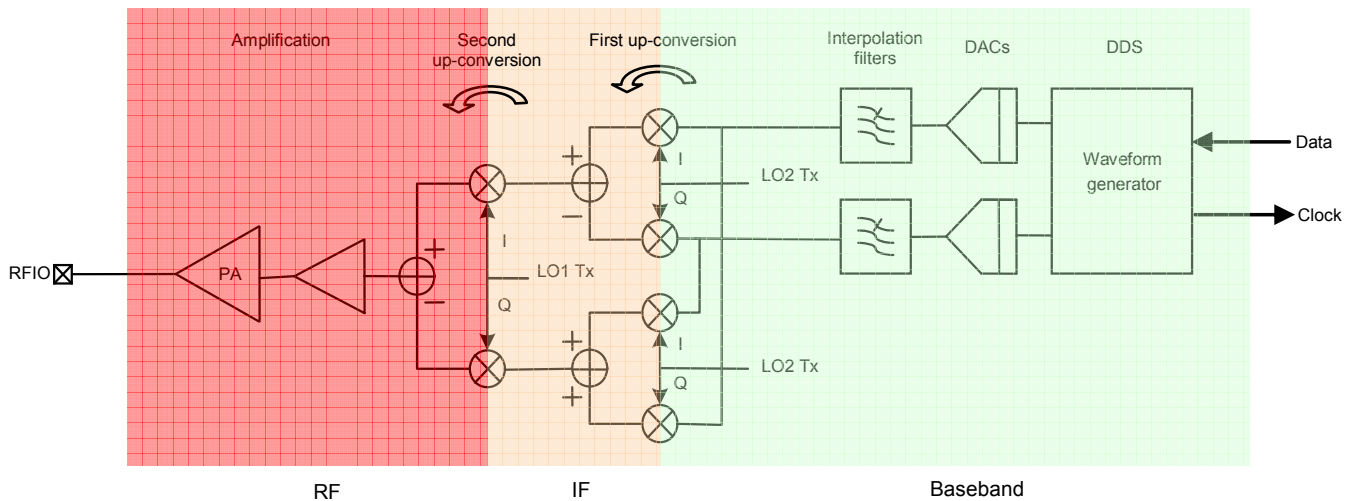 Amplification
Second
up-conversion
First up-conversion
Interpolation
filters
DACs
DDS
+
I
LO2 Tx
Data
Waveform
generator
−
Q
Clock
RFIO
PA
+
−
I
LO1 Tx
Q
+
I
LO2 Tx
+
Q
RF
IF
Baseband